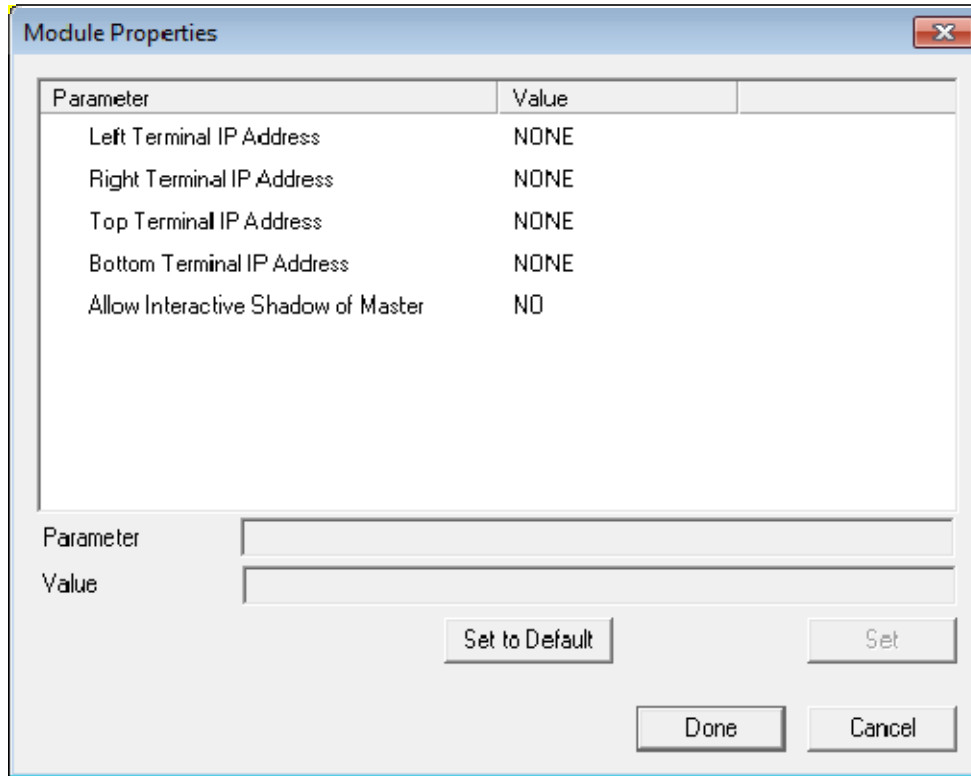 Module Properties
Parameter Value
Left Terminal IP Address NONE
Right Terminal IP Address NONE
Top Terminal IP Address NONE
Bottom Terminal IP Address NONE
Allow Interactive Shadow of Master NO
Parameter
Value
Set to Default Set
Done Cancel